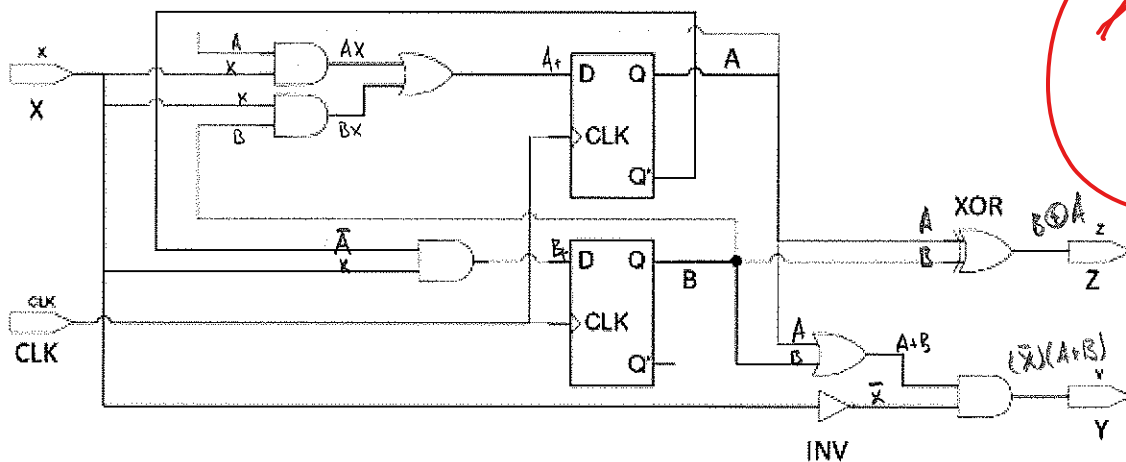 x
X
A
X
AX
X
B
BX
A+
D
Q
A
CLK
Q'
Ā
X
B+
D
Q
B
CLK
Q'
CLK
CLK
XOR
A
B
B⊕A
z
Z
A
B
A+B
x̄
INV
(x̄)(A+B)
Y